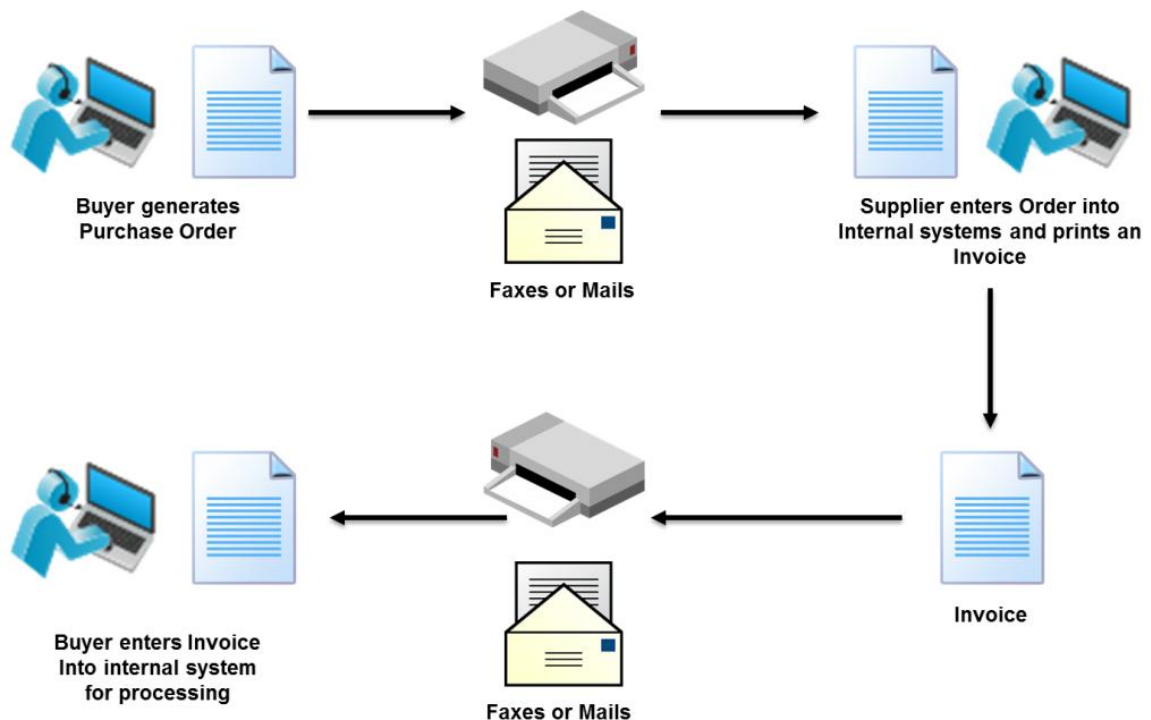 Buyer generates
Purchase Order
Faxes or Mails
Supplier enters Order into
Internal systems and prints an
Invoice
Buyer enters Invoice
Into internal system
for processing
Faxes or Mails
Invoice